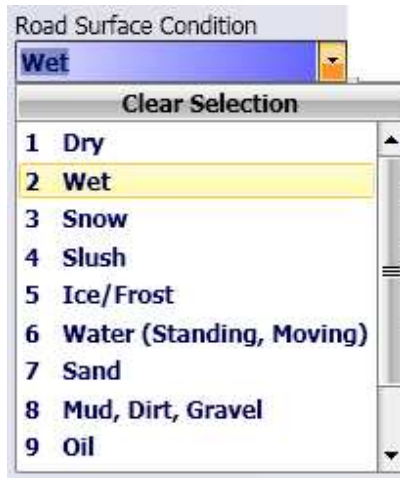 Road Surface Condition
Wet
Clear Selection
1 Dry
2 Wet
3 Snow
4 Slush
5 Ice/Frost
6 Water (Standing, Moving)
7 Sand
8 Mud, Dirt, Gravel
9 Oil